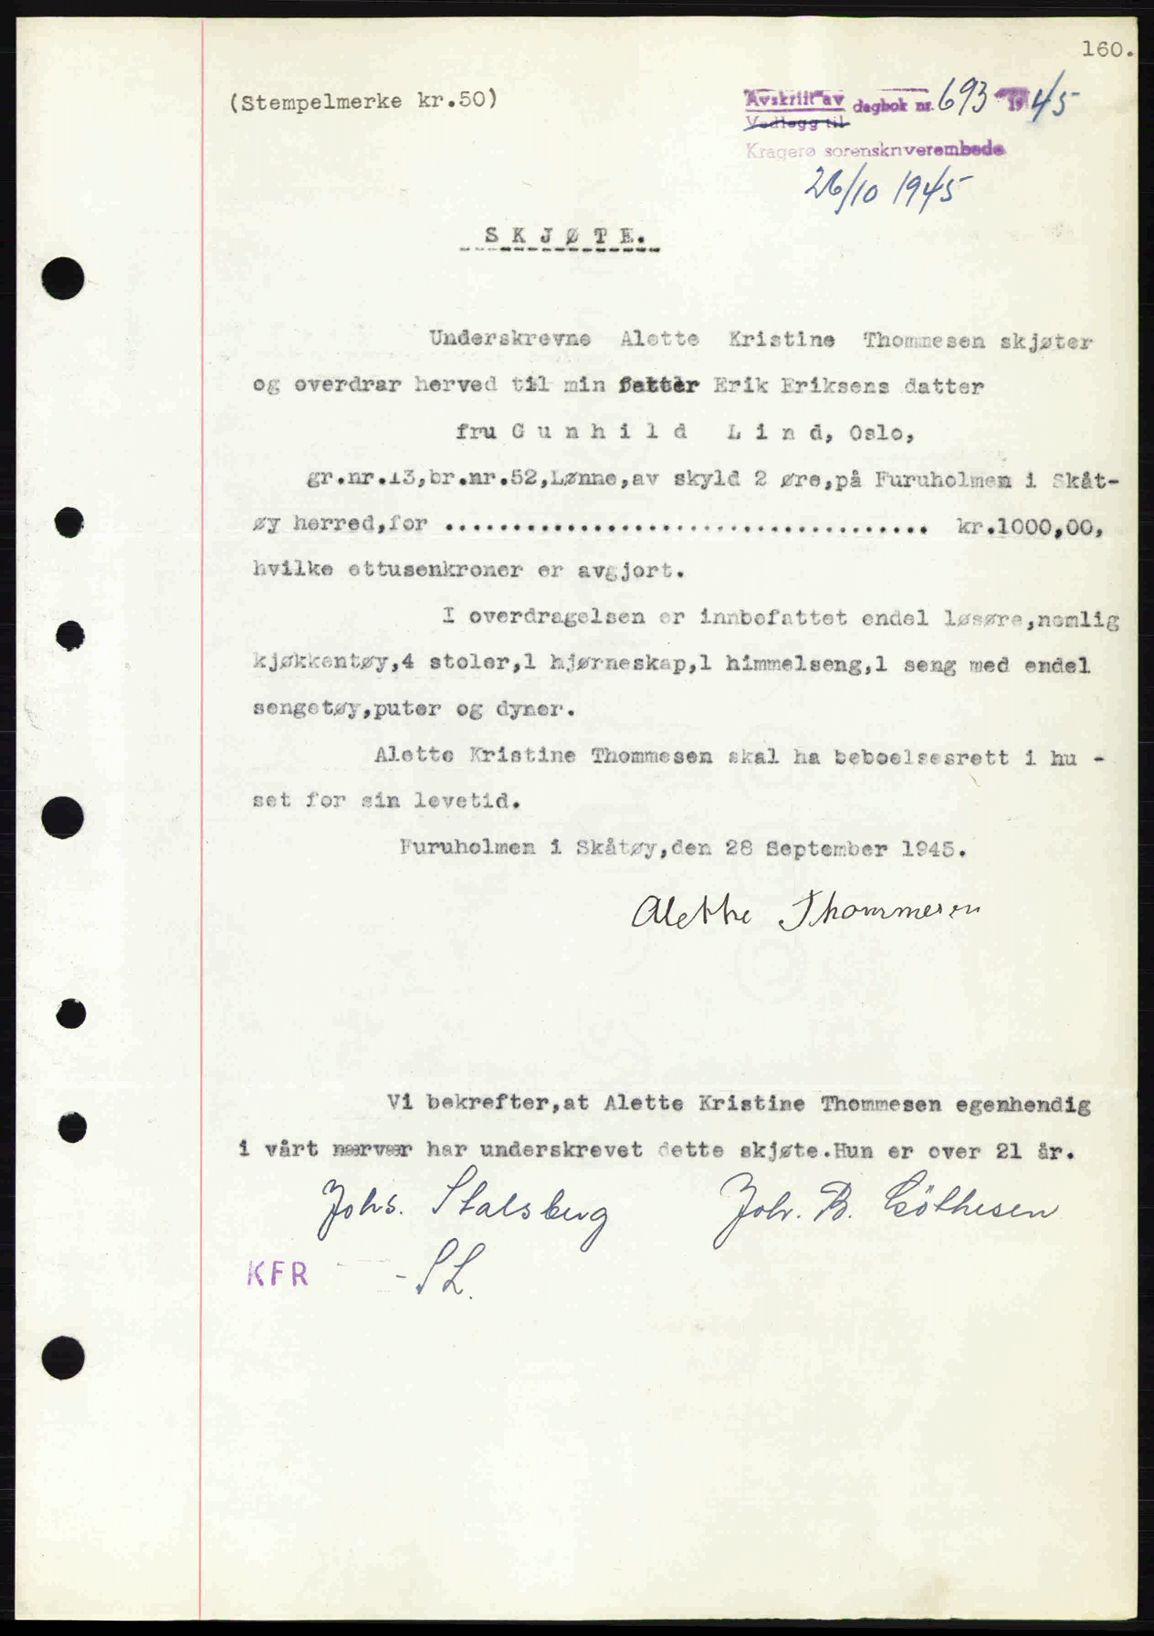 160.
(Stempelmerke kr.50)
Avskrift av dagbok nr. 693 1945
Vedlegg til
Kragerø sorenskriverembede
26/10 1945
SKJØTE.
Underskrevne Alette Kristine Thommesen skjøter
og overdrar herved til min fetter Erik Eriksens datter
fru Gunhild Lind, Oslo,
gr.nr.13,br.nr.52,Lønne,av skyld 2 øre,på Furuholmen i Skåt-
øy herred,for .................................... kr.1000,00,
hvilke ettusenkroner er avgjort.
I overdragelsen er innbefattet endel løsøre,nemlig
kjøkkentøy,4 stoler,1 hjørneskap,1 himmelseng,1 seng med endel
sengetøy,puter og dyner.
Alette Kristine Thommesen skal ha beboelsesrett i hu -
set for sin levetid.
Furuholmen i Skåtøy,den 28 September 1945.
Alette Thommesen
Vi bekrefter,at Alette Kristine Thommesen egenhendig
i vårt nærvær har underskrevet dette skjøte.Hun er over 21 år.
Johs. Stalsberg Joh. B.
KFR - SL.